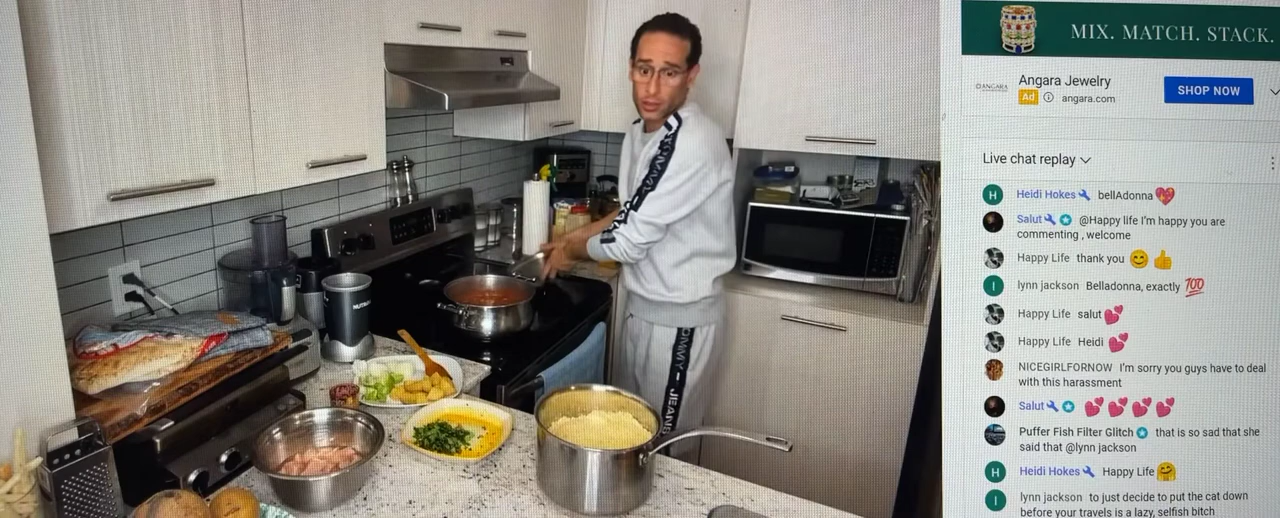 MIX. MATCH. STACK.
ANGARA
Angara Jewelry
Ad angara.com
SHOP NOW
Live chat replay
H Heidi Hokes bellAdonna
Salut @Happy life I'm happy you are
commenting , welcome
Happy Life thank you
I lynn jackson Belladonna, exactly 100
Happy Life salut
Happy Life Heidi
NICEGIRLFORNOW I'm sorry you guys have to deal
with this harassment
Salut
Puffer Fish Filter Glitch that is so sad that she
said that @lynn jackson
H Heidi Hokes Happy Life
I lynn jackson to just decide to put the cat down
before your travels is a lazy, selfish bitch
TOMMY JEANS